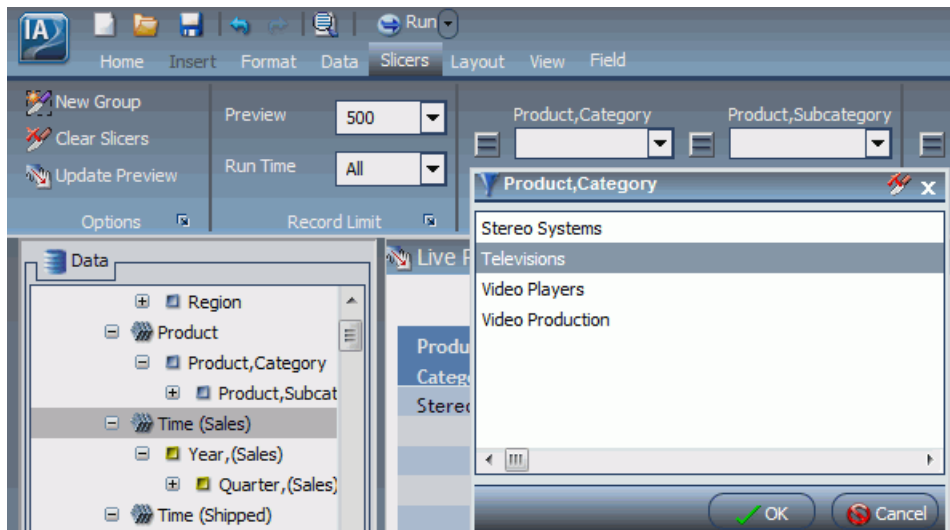 IA
Run
Home Insert Format Data Slicers Layout View Field
New Group
Clear Slicers
Update Preview
Options
Preview 500
Run Time All
Record Limit
Product,Category
Product,Subcategory
Product,Category
Stereo Systems
Televisions
Video Players
Video Production
OK Cancel
Data
Region
Product
Product,Category
Product,Subcat
Time (Sales)
Year,(Sales)
Quarter,(Sales)
Time (Shipped)
Live
Produ
Catego
Stereo